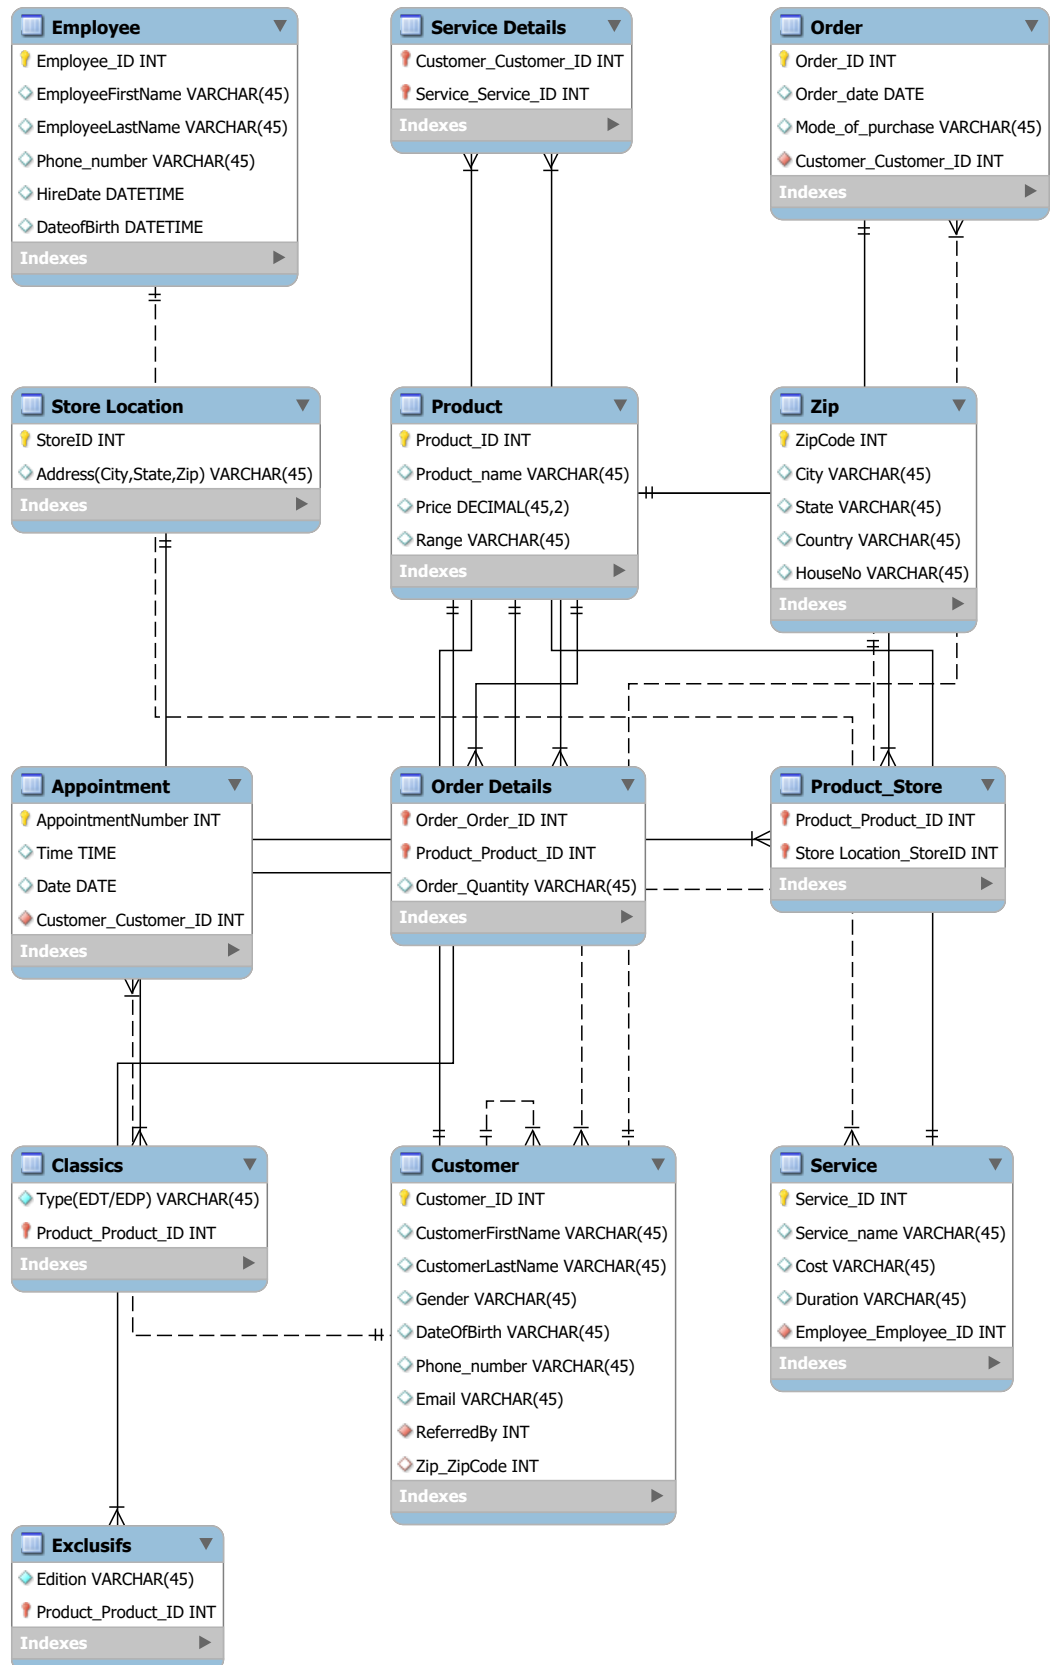 Employee
Employee_ID INT
EmployeeFirstName VARCHAR(45)
EmployeeLastName VARCHAR(45)
Phone_number VARCHAR(45)
HireDate DATETIME
DateofBirth DATETIME
Indexes
Service Details
Customer_Customer_ID INT
Service_Service_ID INT
Indexes
Order
Order_ID INT
Order_date DATE
Mode_of_purchase VARCHAR(45)
Customer_Customer_ID INT
Indexes
Store Location
StoreID INT
Address(City,State,Zip) VARCHAR(45)
Indexes
Product
Product_ID INT
Product_name VARCHAR(45)
Price DECIMAL(45,2)
Range VARCHAR(45)
Indexes
Zip
ZipCode INT
City VARCHAR(45)
State VARCHAR(45)
Country VARCHAR(45)
HouseNo VARCHAR(45)
Indexes
Appointment
AppointmentNumber INT
Time TIME
Date DATE
Customer_Customer_ID INT
Indexes
Order Details
Order_Order_ID INT
Product_Product_ID INT
Order_Quantity VARCHAR(45)
Indexes
Product_Store
Product_Product_ID INT
Store Location_StoreID INT
Indexes
Classics
Type(EDT/EDP) VARCHAR(45)
Product_Product_ID INT
Indexes
Customer
Customer_ID INT
CustomerFirstName VARCHAR(45)
CustomerLastName VARCHAR(45)
Gender VARCHAR(45)
DateOfBirth VARCHAR(45)
Phone_number VARCHAR(45)
Email VARCHAR(45)
ReferredBy INT
Zip_ZipCode INT
Indexes
Service
Service_ID INT
Service_name VARCHAR(45)
Cost VARCHAR(45)
Duration VARCHAR(45)
Employee_Employee_ID INT
Indexes
Exclusifs
Edition VARCHAR(45)
Product_Product_ID INT
Indexes